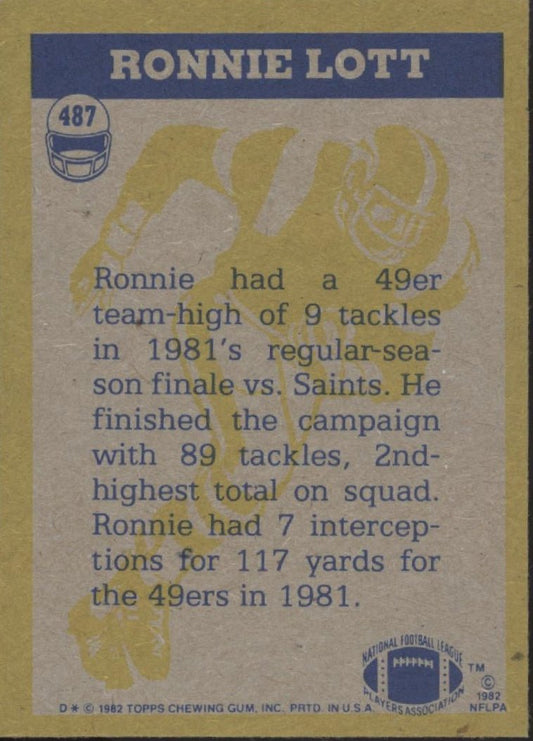 RONNIE LOTT
487
Ronnie had a 49er
team-high of 9 tackles
in 1981's regular-sea-
son finale vs. Saints. He
finished the campaign
with 89 tackles, 2nd-
highest total on squad.
Ronnie had 7 intercep-
tions for 117 yards for
the 49ers in 1981.
NATIONAL FOOTBALL LEAGUE
PLAYERS ASSOCIATION
TM
©
1982
NFLPA
D * © 1982 TOPPS CHEWING GUM, INC. PRTD. IN U.S.A.